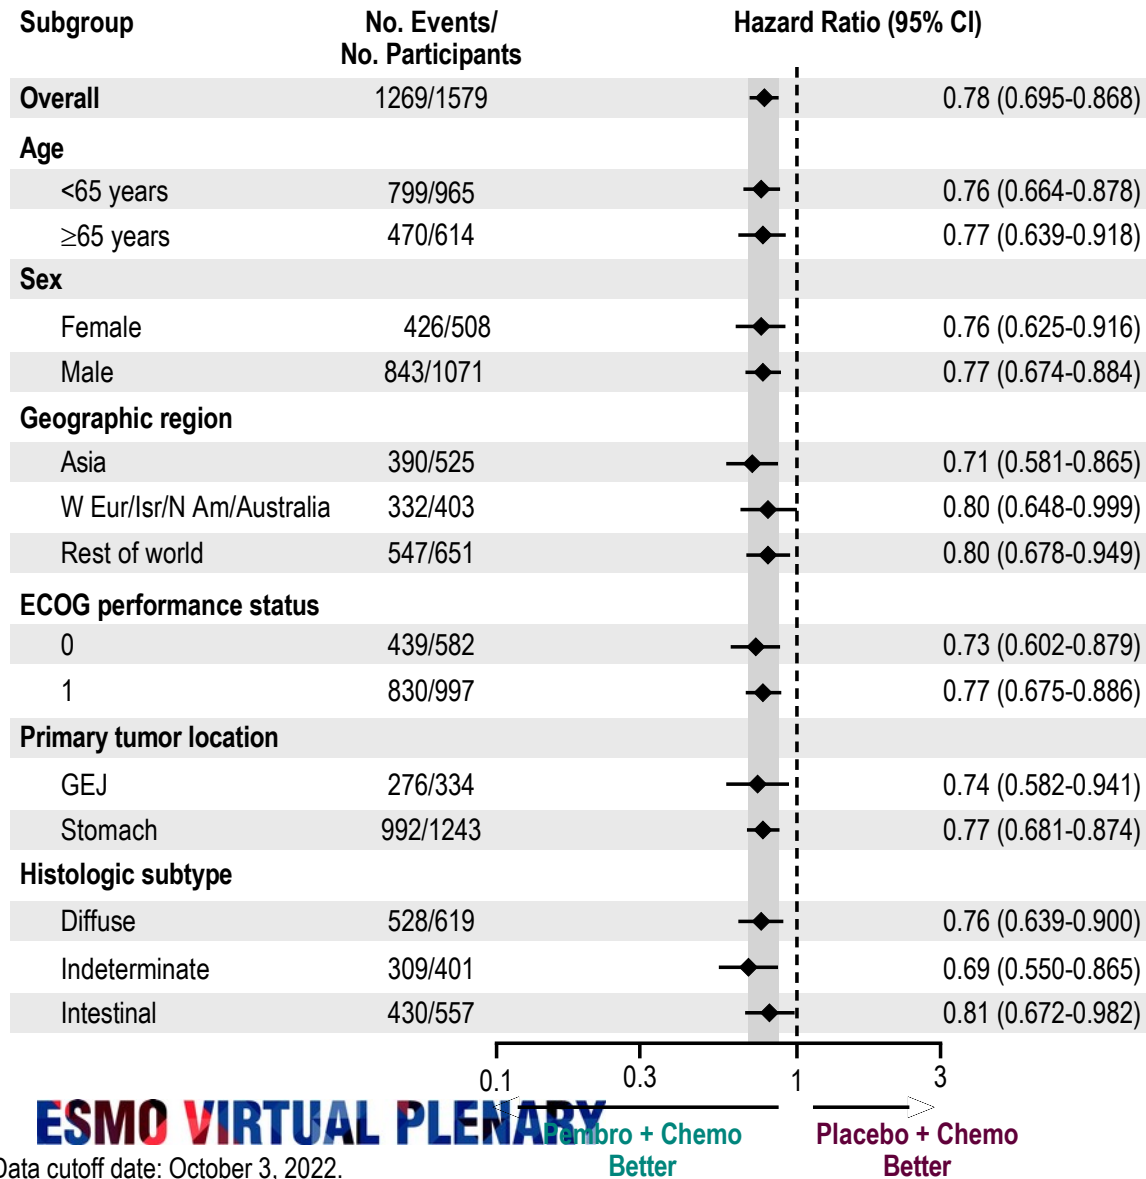 Subgroup No. Events/ Hazard Ratio (95% CI)
No. Participants
Overall 1269/1579 0.78 (0.695-0.868)
Age
<65 years 799/965 0.76 (0.664-0.878)
≥65 years 470/614 0.77 (0.639-0.918)
Sex
Female 426/508 0.76 (0.625-0.916)
Male 843/1071 0.77 (0.674-0.884)
Geographic region
Asia 390/525 0.71 (0.581-0.865)
W Eur/Isr/N Am/Australia 332/403 0.80 (0.648-0.999)
Rest of world 547/651 0.80 (0.678-0.949)
ECOG performance status
0 439/582 0.73 (0.602-0.879)
1 830/997 0.77 (0.675-0.886)
Primary tumor location
GEJ 276/334 0.74 (0.582-0.941)
Stomach 992/1243 0.77 (0.681-0.874)
Histologic subtype
Diffuse 528/619 0.76 (0.639-0.900)
Indeterminate 309/401 0.69 (0.550-0.865)
Intestinal 430/557 0.81 (0.672-0.982)
0.1 0.3 1 3
ESMO VIRTUAL PLENARY
Pembro + Chemo Placebo + Chemo
Better Better
Data cutoff date: October 3, 2022.